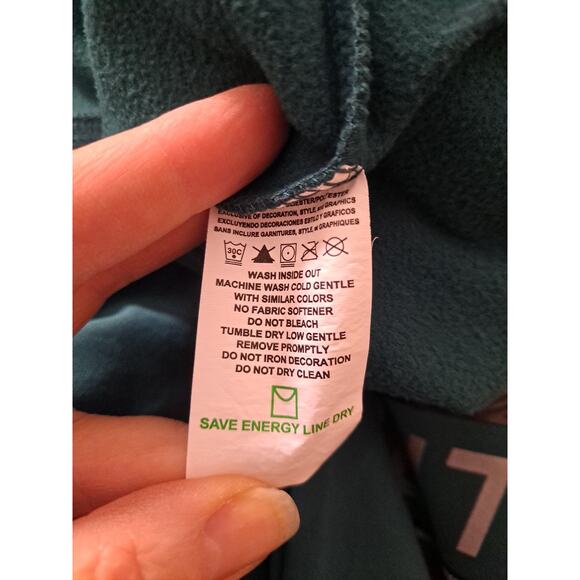 EXCLUSIVE OF DECORATION, STYLE, AND GRAPHICS
EXCLUYENDO DECORACIONES ESTILO Y GRAFICOS
SANS INCLURE GARNITURES, STYLE, GRAPHIQUES
30C
WASH INSIDE OUT
MACHINE WASH COLD GENTLE
WITH SIMILAR COLORS
NO FABRIC SOFTENER
DO NOT BLEACH
TUMBLE DRY LOW GENTLE
REMOVE PROMPTLY
DO NOT IRON DECORATION
DO NOT DRY CLEAN
SAVE ENERGY LINE DRY